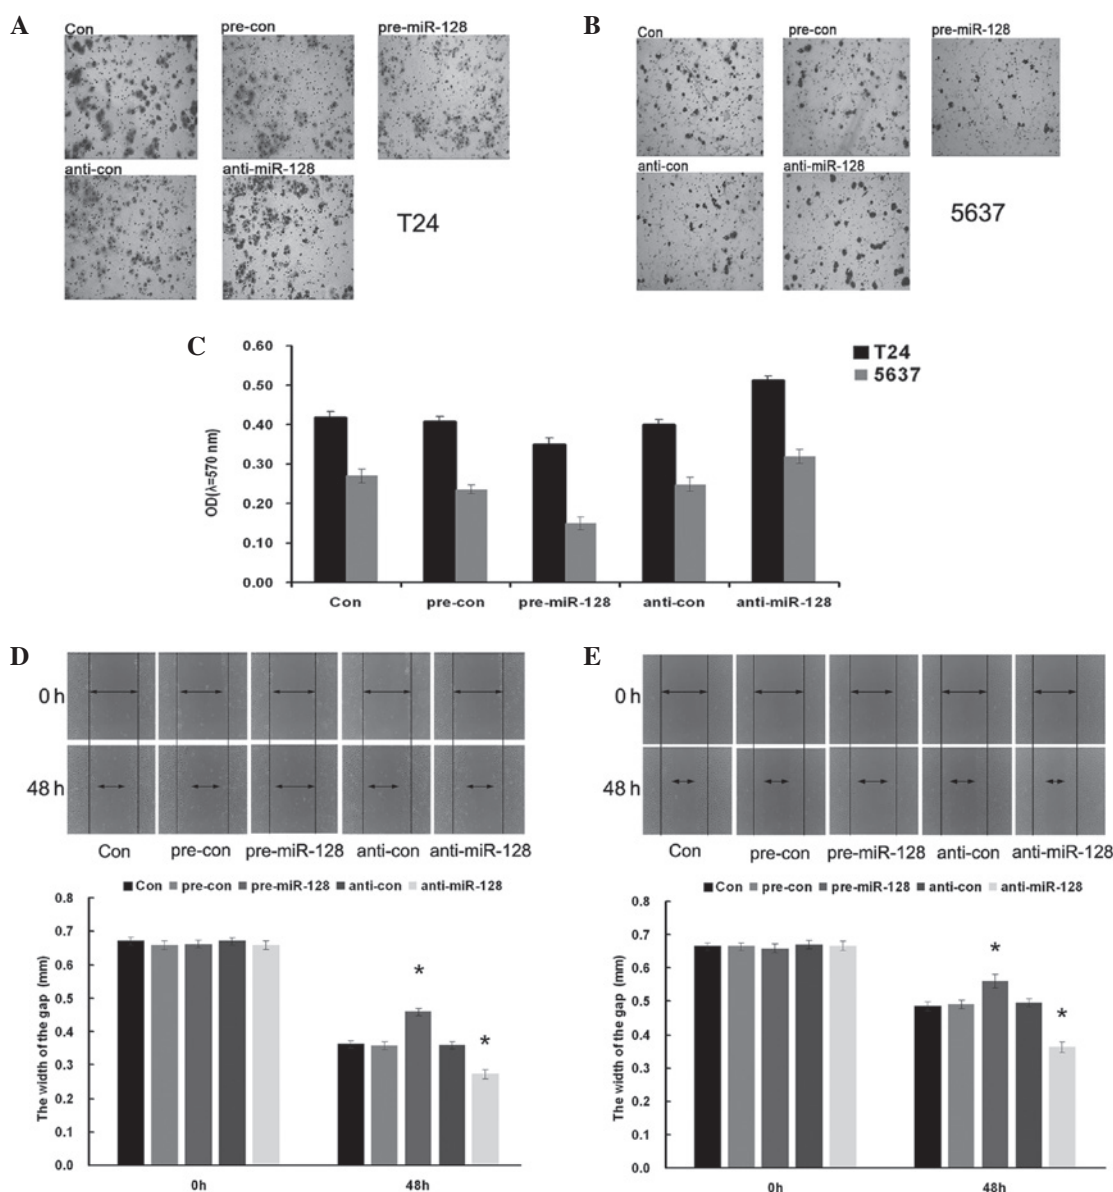 A
B
Con pre-con pre-miR-128
Con pre-con pre-miR-128
anti-con anti-miR-128
anti-con anti-miR-128
T24
5637
C
T24
5637
OD(λ=570 nm)
0.60
0.50
0.40
0.30
0.20
0.10
0.00
Con pre-con pre-miR-128 anti-con anti-miR-128
D
0 h
48 h
Con pre-con pre-miR-128 anti-con anti-miR-128
Con pre-con pre-miR-128 anti-con anti-miR-128
The width of the gap (mm)
0.8
0.7
0.6
0.5
0.4
0.3
0.2
0.1
0.0
*
*
0h 48h
E
0 h
48 h
Con pre-con pre-miR-128 anti-con anti-miR-128
Con pre-con pre-miR-128 anti-con anti-miR-128
The width of the gap (mm)
0.8
0.7
0.6
0.5
0.4
0.3
0.2
0.1
0.0
*
*
0h 48h